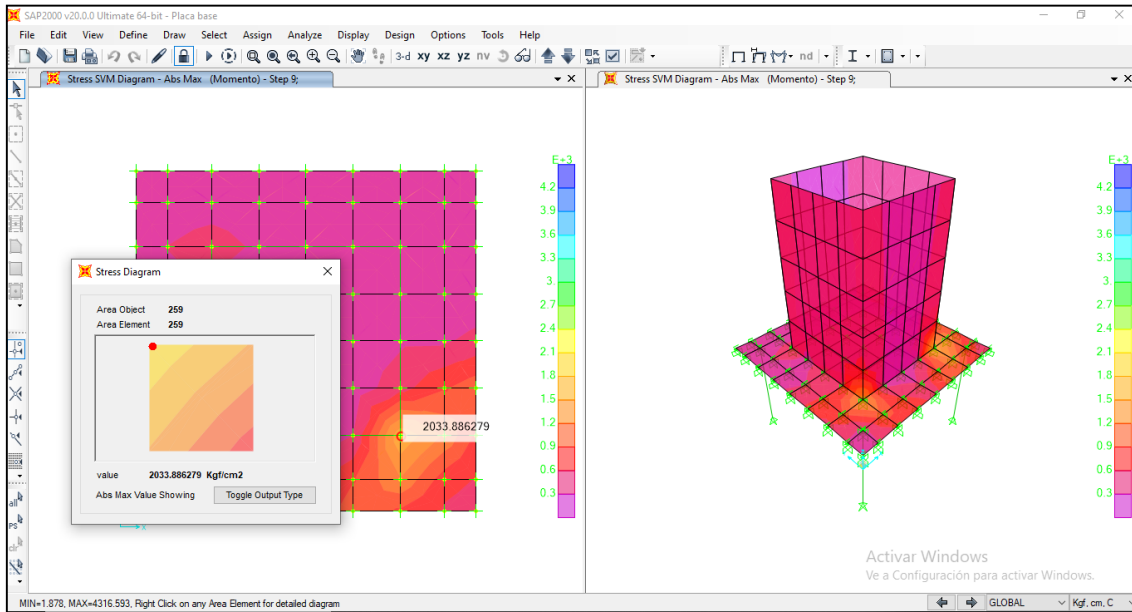 SAP2000 v20.0.0 Ultimate 64-bit - Placa base
File Edit View Define Draw Select Assign Analyze Display Design Options Tools Help
3-d xy xz yz nv nd
Stress SVM Diagram - Abs Max (Momento) - Step 9;
Stress SVM Diagram - Abs Max (Momento) - Step 9;
E+3
4.2
3.9
3.6
3.3
3.
2.7
2.4
2.1
1.8
1.5
1.2
0.9
0.6
0.3
E+3
4.2
3.9
3.6
3.3
3.
2.7
2.4
2.1
1.8
1.5
1.2
0.9
0.6
0.3
Stress Diagram
Area Object 259
Area Element 259
value 2033.886279 Kgf/cm2
Abs Max Value Showing Toggle Output Type
2033.886279
all
PS
clr
x
Activar Windows
Ve a Configuración para activar Windows.
MIN=1.878, MAX=4316.593, Right Click on any Area Element for detailed diagram
GLOBAL
Kgf, cm, C